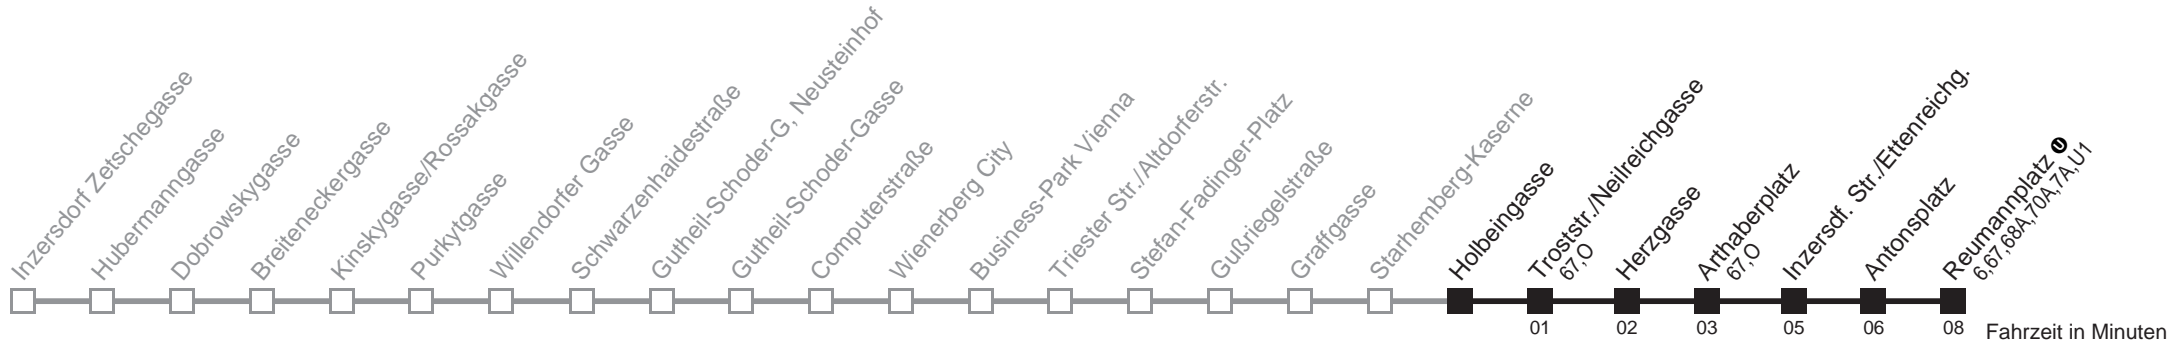 Inzersdorf Zetschegasse
Hubermanngasse
Dobrowskygasse
Breiteneckergasse
Kinskygasse/Rossakgasse
Purkytgasse
Willendorfer Gasse
Schwarzenhaidestraße
Gutheil-Schoder-G, Neusteinhof
Gutheil-Schoder-Gasse
Computerstraße
Wienerberg City
Business-Park Vienna
Triester Str./Altdorferstr.
Stefan-Fadinger-Platz
Gußriegelstraße
Graffgasse
Starhemberg-Kaserne
Holbeingasse
Troststr./Neilreichgasse
67,O
Herzgasse
Arthaberplatz
67,O
Inzersdf. Str./Ettenreichg.
Antonsplatz
Reumannplatz U
6,67,68A,70A,7A,U1
01 02 03 05 06 08 Fahrzeit in Minuten